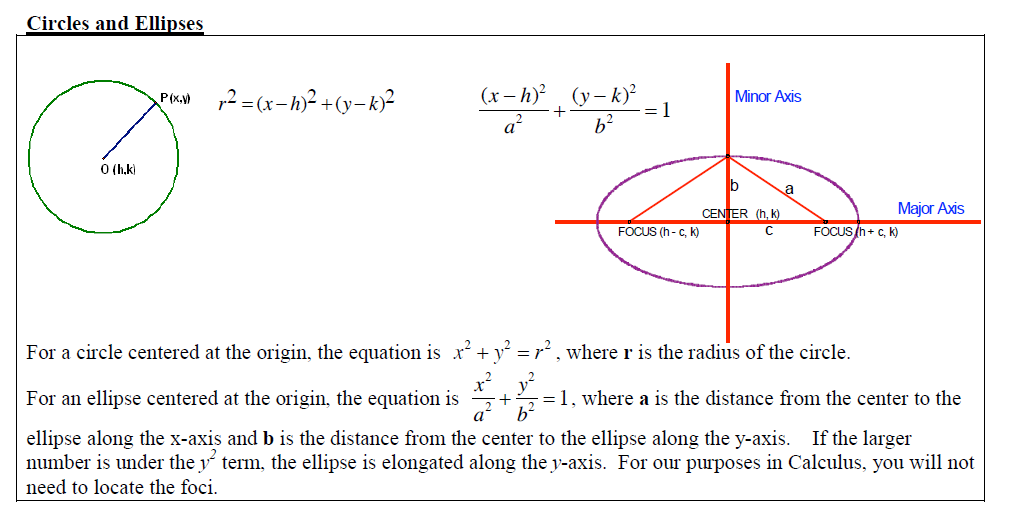 Circles and Ellipses
P(x,y)
O (h,k)
r² = (x – h)² + (y – k)²
(x – h)²/a² + (y – k)²/b² = 1
Minor Axis
b
a
Major Axis
CENTER (h, k)
FOCUS (h - c, k)
c
FOCUS (h + c, k)
For a circle centered at the origin, the equation is x² + y² = r², where r is the radius of the circle.
For an ellipse centered at the origin, the equation is x²/a² + y²/b² = 1, where a is the distance from the center to the
ellipse along the x-axis and b is the distance from the center to the ellipse along the y-axis. If the larger
number is under the y² term, the ellipse is elongated along the y-axis. For our purposes in Calculus, you will not
need to locate the foci.